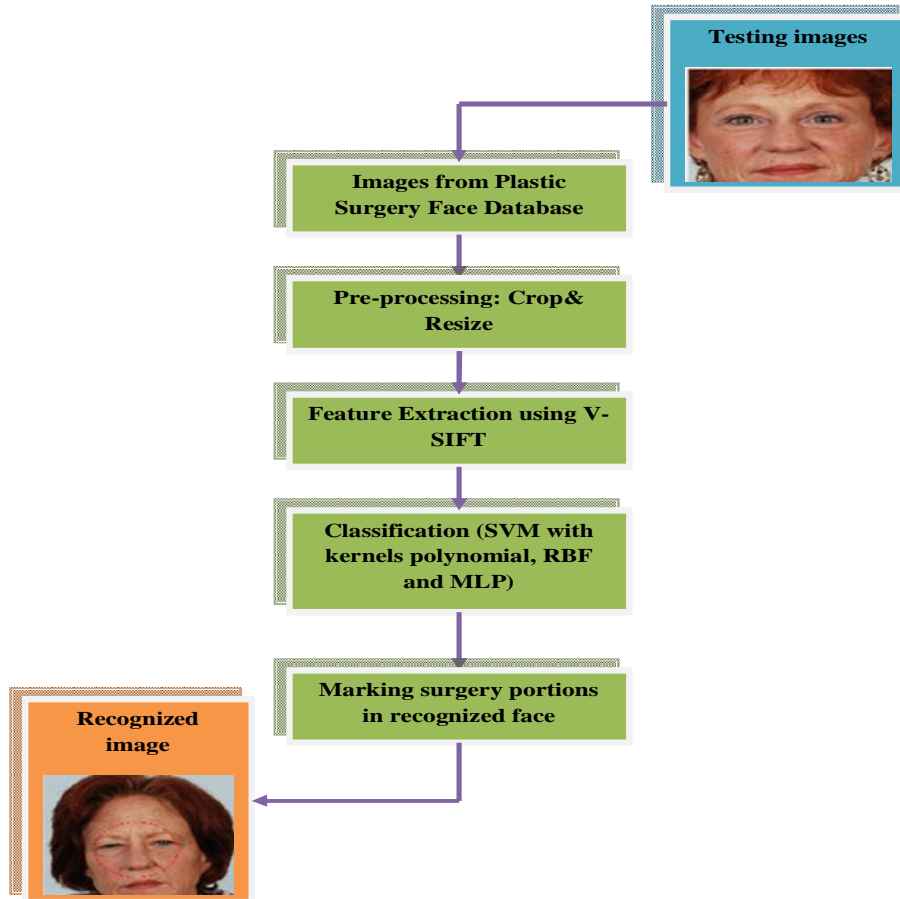 Testing images
Images from Plastic
Surgery Face Database
Pre-processing: Crop&
Resize
Feature Extraction using V-
SIFT
Classification (SVM with
kernels polynomial, RBF
and MLP)
Marking surgery portions
in recognized face
Recognized
image